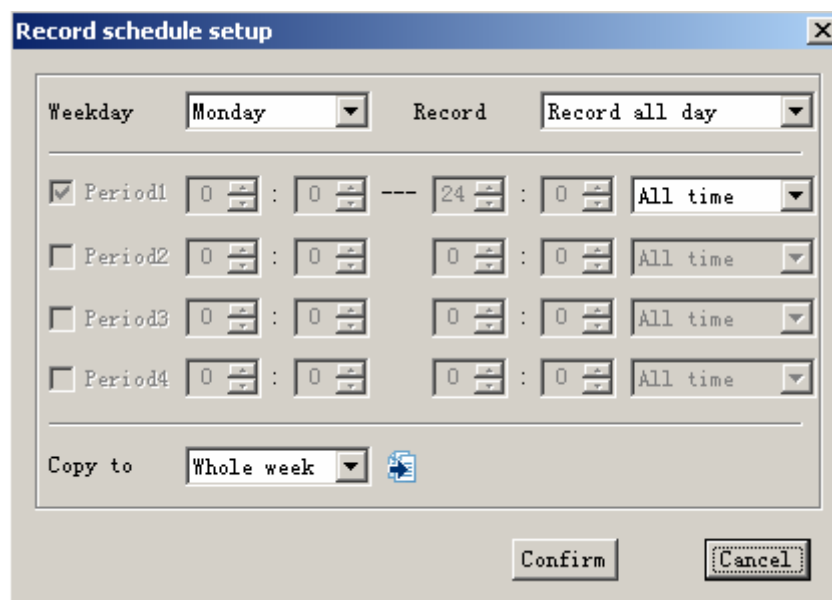 Record schedule setup
Weekday Monday Record Record all day
Period1 0 : 0 --- 24 : 0 All time
Period2 0 : 0 0 : 0 All time
Period3 0 : 0 0 : 0 All time
Period4 0 : 0 0 : 0 All time
Copy to Whole week
Confirm Cancel